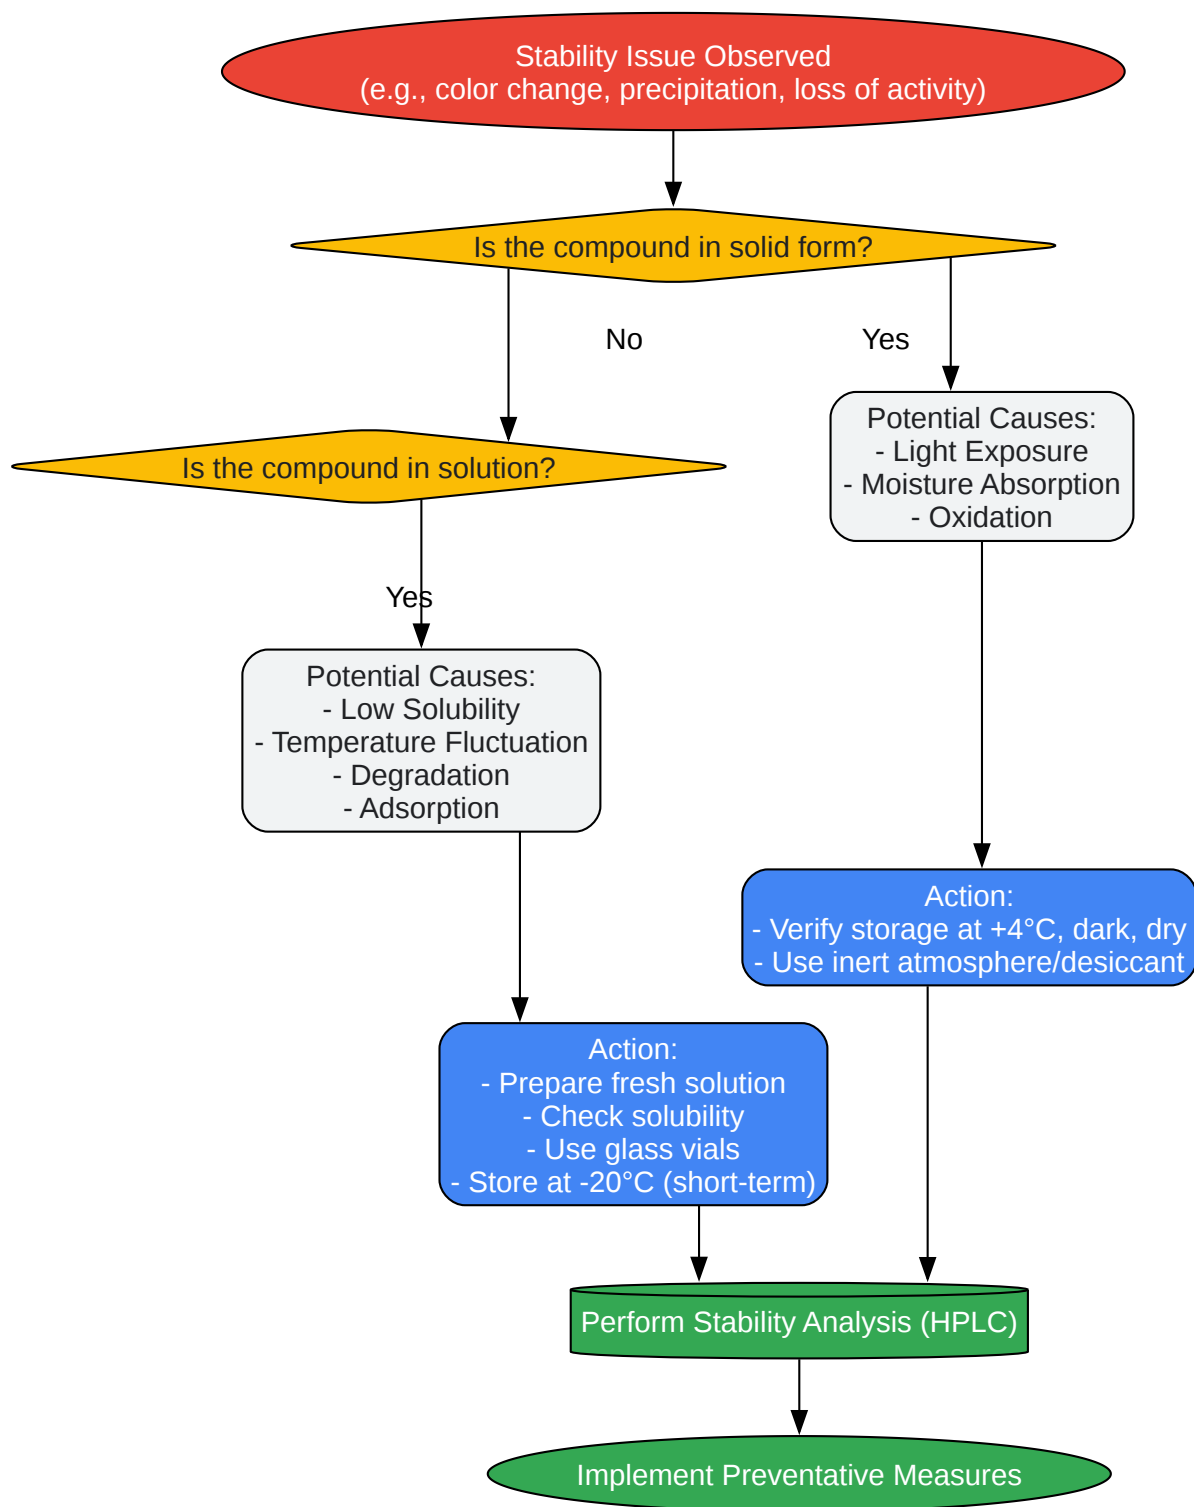 Stability Issue Observed
(e.g., color change, precipitation, loss of activity)
Is the compound in solid form?
No
Yes
Potential Causes:
- Light Exposure
- Moisture Absorption
- Oxidation
Is the compound in solution?
Yes
Potential Causes:
- Low Solubility
- Temperature Fluctuation
- Degradation
- Adsorption
Action:
- Verify storage at +4°C, dark, dry
- Use inert atmosphere/desiccant
Action:
- Prepare fresh solution
- Check solubility
- Use glass vials
- Store at -20°C (short-term)
Perform Stability Analysis (HPLC)
Implement Preventative Measures